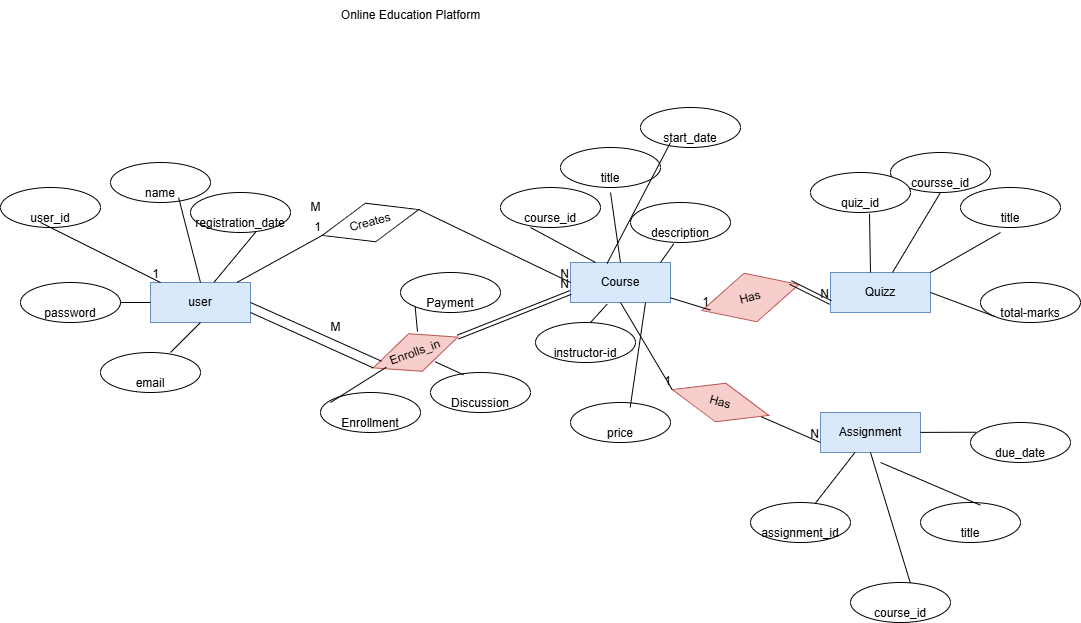 Online Education Platform
start_date
title
name
coursse_id
user_id
registration_date
M
1
Creates
course_id
description
quiz_id
title
1
user
password
email
N
N
Course
1
Has
N
Quizz
total-marks
Payment
M
Enrolls_in
instructor-id
Enrollment
Discussion
1
Has
price
N
Assignment
due_date
assignment_id
title
course_id